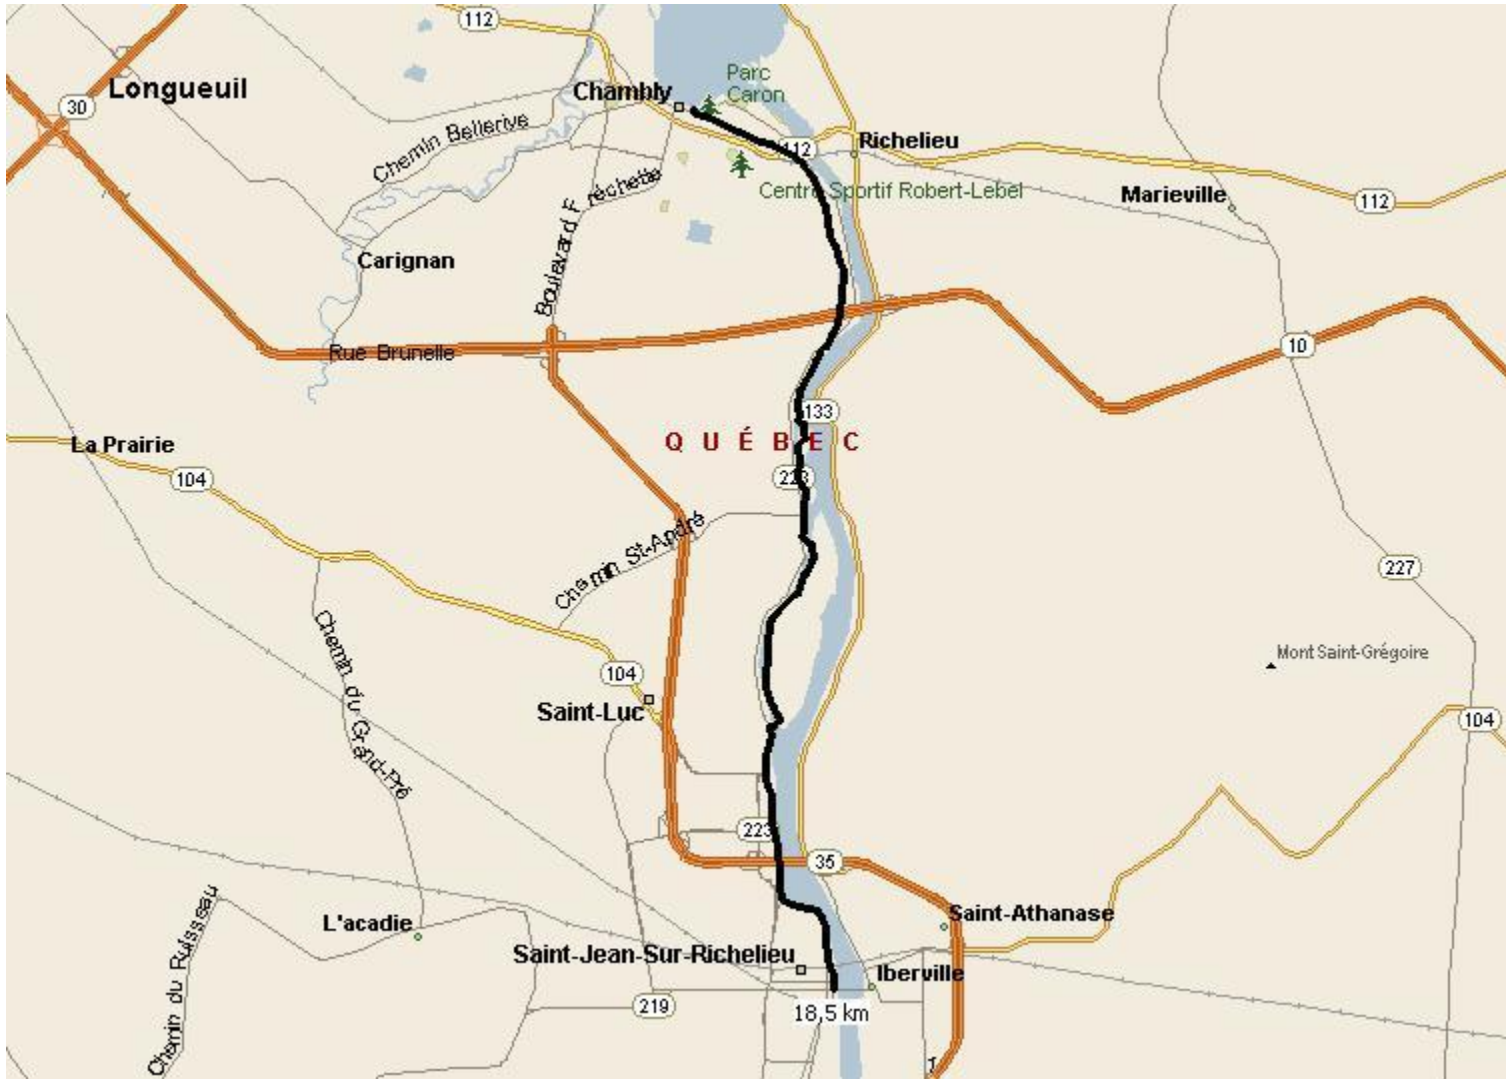 112
Parc
Caron
Longueuil
Chambly
30
Chemin Bellerive
112
Richelieu
Centre Sportif Robert-Lebel
Marieville
112
Boulevard Fréchette
Carignan
Rue Brunelle
10
133
QUÉBEC
La Prairie
104
223
Chemin St-André
227
Mont Saint-Grégoire
Chemin du Grand-Pré
104
Saint-Luc
104
223
35
Chemin du Ruisseau
L'acadie
Saint-Athanase
Saint-Jean-Sur-Richelieu
Iberville
219
18,5 km